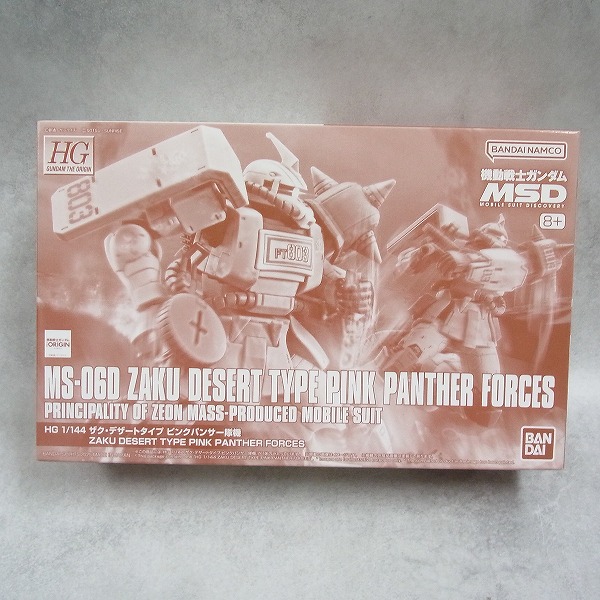 HG
GUNDAM THE ORIGIN
BANDAI NAMCO
機動戦士ガンダム
MSD
MOBILE SUIT DISCOVERY
8+
803
FT803
ORIGIN
MS-06D ZAKU DESERT TYPE PINK PANTHER FORCES
PRINCIPALITY OF ZEON MASS-PRODUCED MOBILE SUIT
HG 1/144 ザク・デザートタイプ ピンクパンサー隊機
ZAKU DESERT TYPE PINK PANTHER FORCES
BAN
DAI